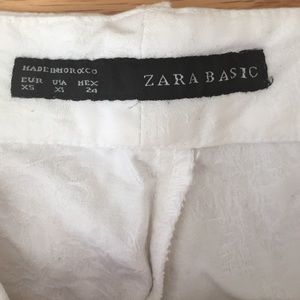 MADE IN MOROCCO
EUR USA MEX
XS XS 24
ZARA BASIC